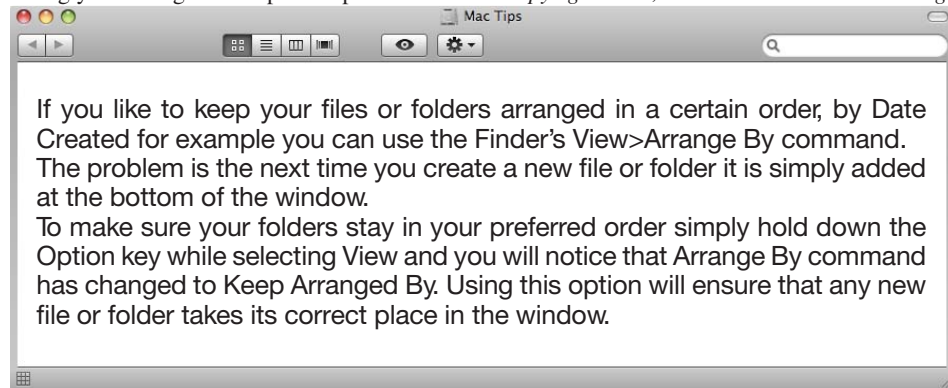 Mac Tips
If you like to keep your files or folders arranged in a certain order, by Date
Created for example you can use the Finder’s View>Arrange By command.
The problem is the next time you create a new file or folder it is simply added
at the bottom of the window.
To make sure your folders stay in your preferred order simply hold down the
Option key while selecting View and you will notice that Arrange By command
has changed to Keep Arranged By. Using this option will ensure that any new
file or folder takes its correct place in the window.